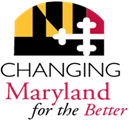 CHANGING
Maryland
for the Better